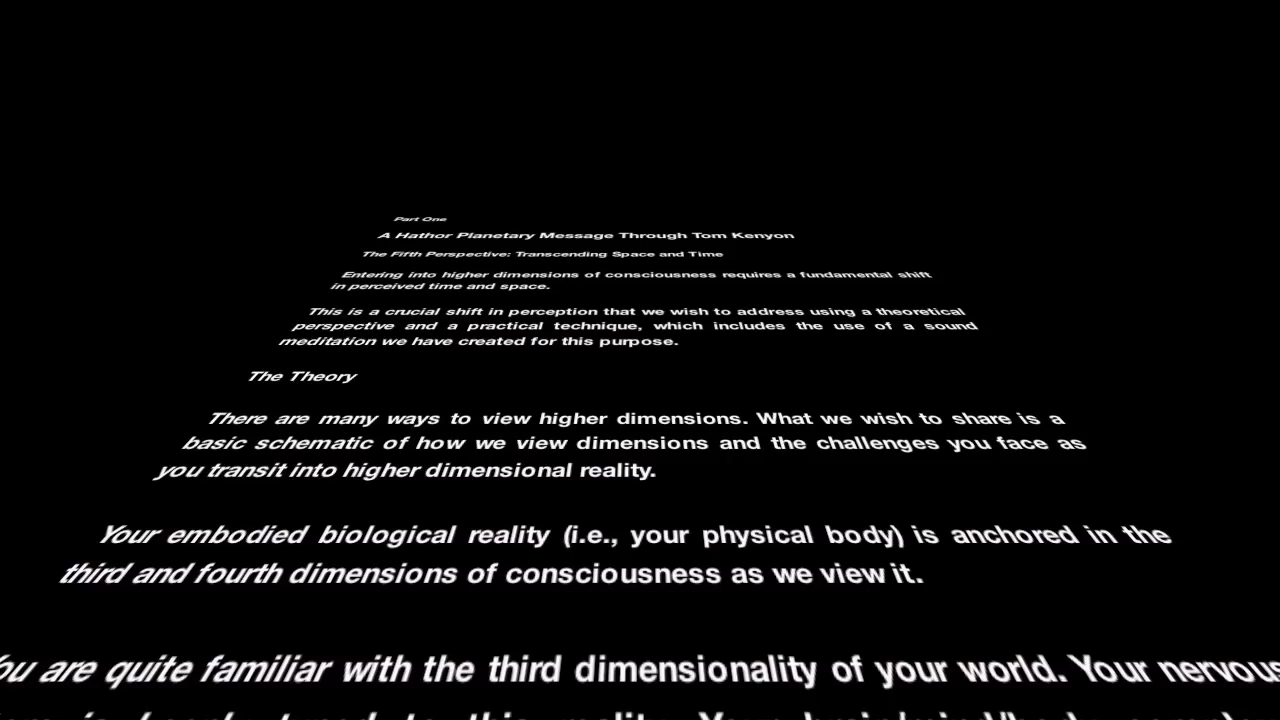 Part One
A Hathor Planetary Message Through Tom Kenyon
The Fifth Perspective: Transcending Space and Time
Entering into higher dimensions of consciousness requires a fundamental shift
in perceived time and space.
This is a crucial shift in perception that we wish to address using a theoretical
perspective and a practical technique, which includes the use of a sound
meditation we have created for this purpose.
The Theory
There are many ways to view higher dimensions. What we wish to share is a
basic schematic of how we view dimensions and the challenges you face as
you transit into higher dimensional reality.
Your embodied biological reality (i.e., your physical body) is anchored in the
third and fourth dimensions of consciousness as we view it.
You are quite familiar with the third dimensionality of your world. Your nervous